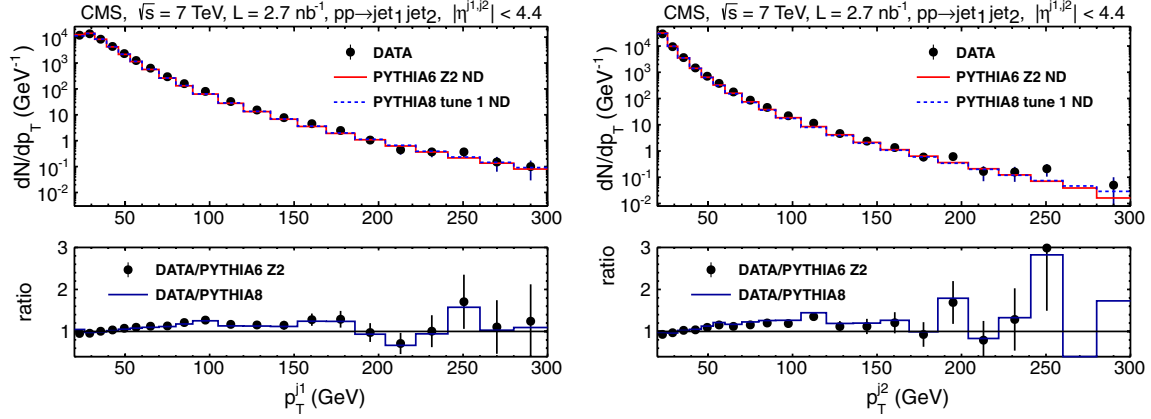 CMS, √s = 7 TeV, L = 2.7 nb⁻¹, pp→jet₁ jet₂, |η^{j1,j2}| < 4.4
dN/dp_T (GeV⁻¹)
10⁴
10³
10²
10
1
10⁻¹
10⁻²
DATA
PYTHIA6 Z2 ND
PYTHIA8 tune 1 ND
50 100 150 200 250 300
ratio
3
2
1
DATA/PYTHIA6 Z2
DATA/PYTHIA8
50 100 150 200 250 300
p_T^{j1} (GeV)
CMS, √s = 7 TeV, L = 2.7 nb⁻¹, pp→jet₁ jet₂, |η^{j1,j2}| < 4.4
dN/dp_T (GeV⁻¹)
10⁴
10³
10²
10
1
10⁻¹
10⁻²
DATA
PYTHIA6 Z2 ND
PYTHIA8 tune 1 ND
50 100 150 200 250 300
ratio
3
2
1
DATA/PYTHIA6 Z2
DATA/PYTHIA8
50 100 150 200 250 300
p_T^{j2} (GeV)